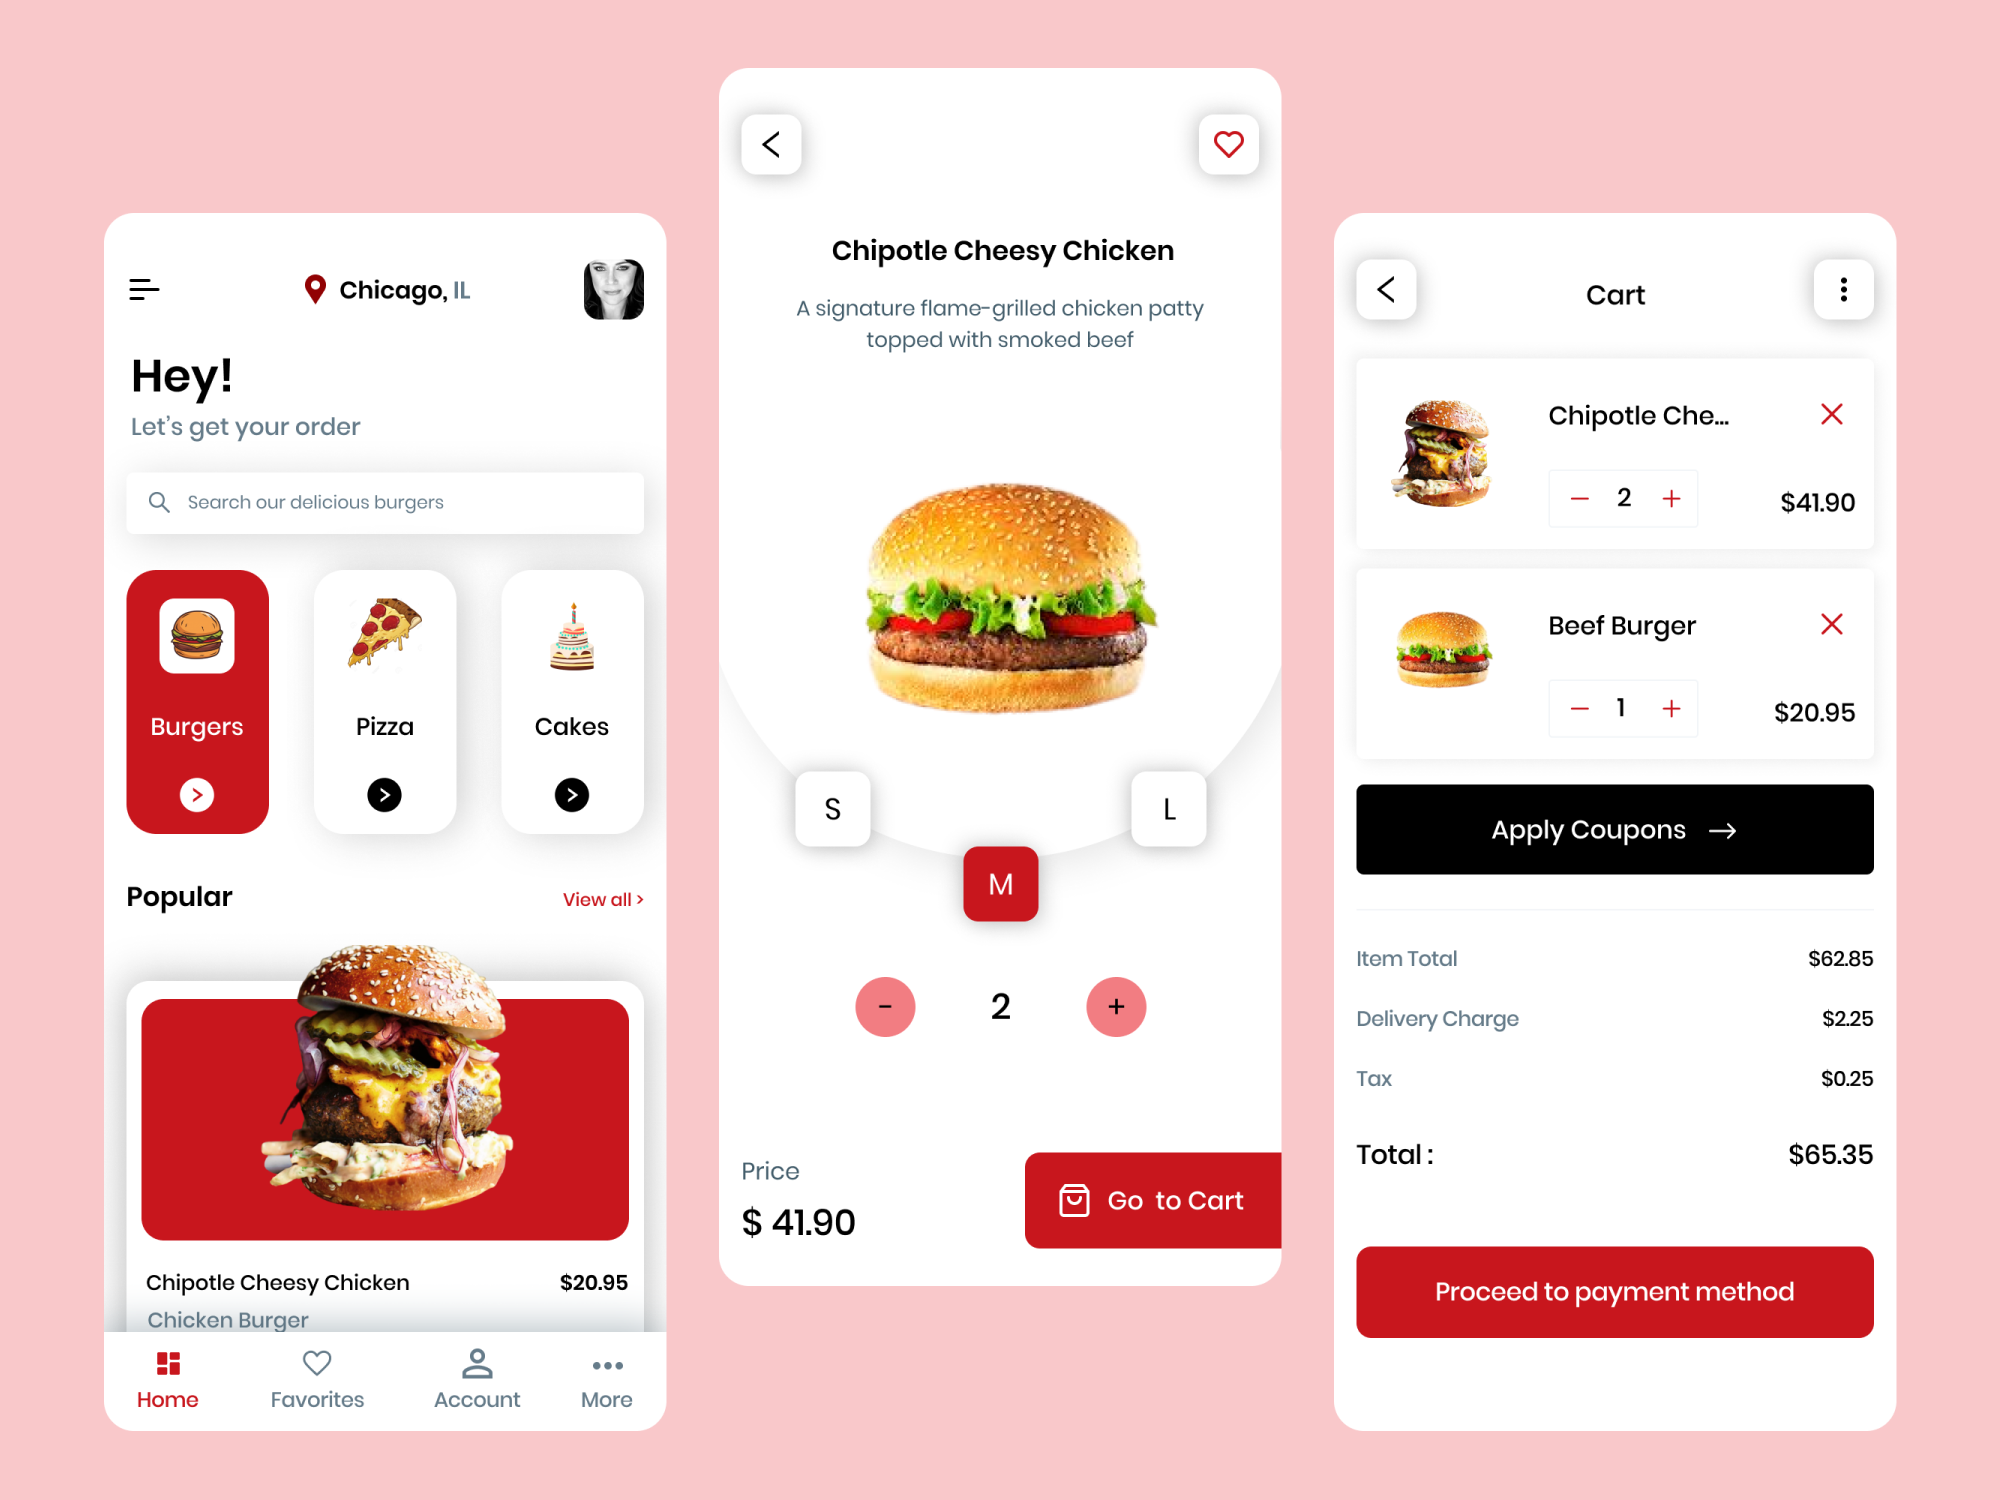 Chicago, IL
Hey!
Let's get your order
Search our delicious burgers
Burgers
Pizza
Cakes
Popular
View all >
Chipotle Cheesy Chicken
$20.95
Chicken Burger
Home
Favorites
Account
More
Chipotle Cheesy Chicken
A signature flame-grilled chicken patty
topped with smoked beef
S
L
M
-
2
+
Price
$ 41.90
Go to Cart
Cart
Chipotle Che...
2
$41.90
Beef Burger
1
$20.95
Apply Coupons
Item Total
$62.85
Delivery Charge
$2.25
Tax
$0.25
Total :
$65.35
Proceed to payment method